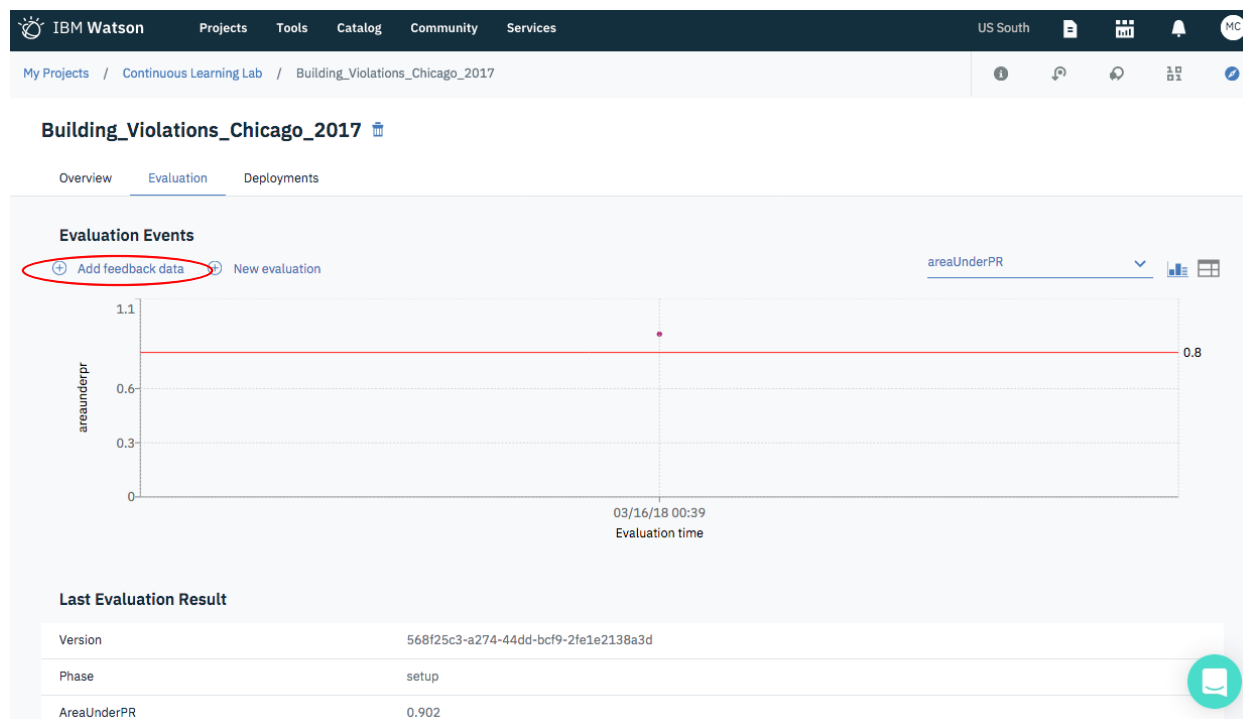 IBM Watson Projects Tools Catalog Community Services US South MC
My Projects / Continuous Learning Lab / Building_Violations_Chicago_2017
Building_Violations_Chicago_2017
Overview Evaluation Deployments
Evaluation Events
Add feedback data New evaluation areaUnderPR
1.1
0.8
areaunderpr
0.6
0.3
0
03/16/18 00:39
Evaluation time
Last Evaluation Result
Version 568f25c3-a274-44dd-bcf9-2fe1e2138a3d
Phase setup
AreaUnderPR 0.902